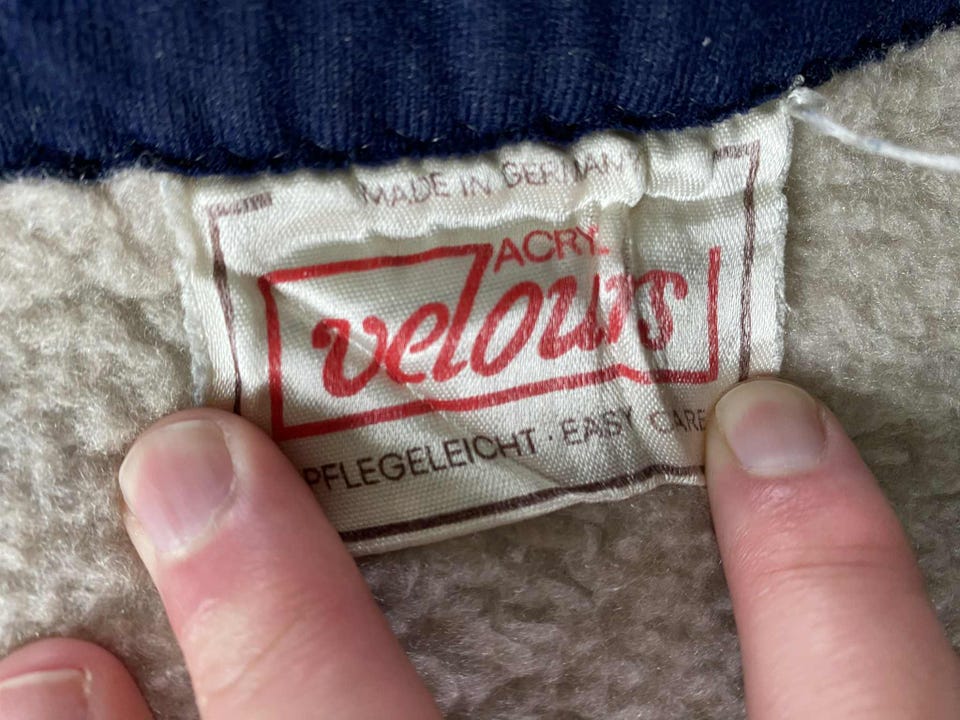 MADE IN GERMANY
ACRYL
velours
PFLEGELEICHT · EASY CARE